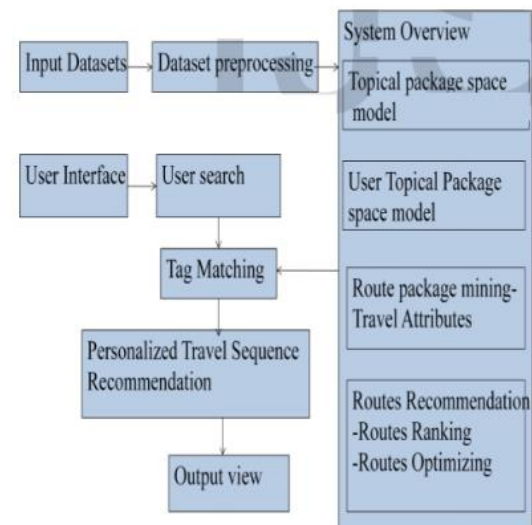 Input Datasets
Dataset preprocessing
System Overview
Topical package space
model
User Interface
User search
User Topical Package
space model
Tag Matching
Route package mining-
Travel Attributes
Personalized Travel Sequence
Recommendation
Routes Recommendation
-Routes Ranking
-Routes Optimizing
Output view